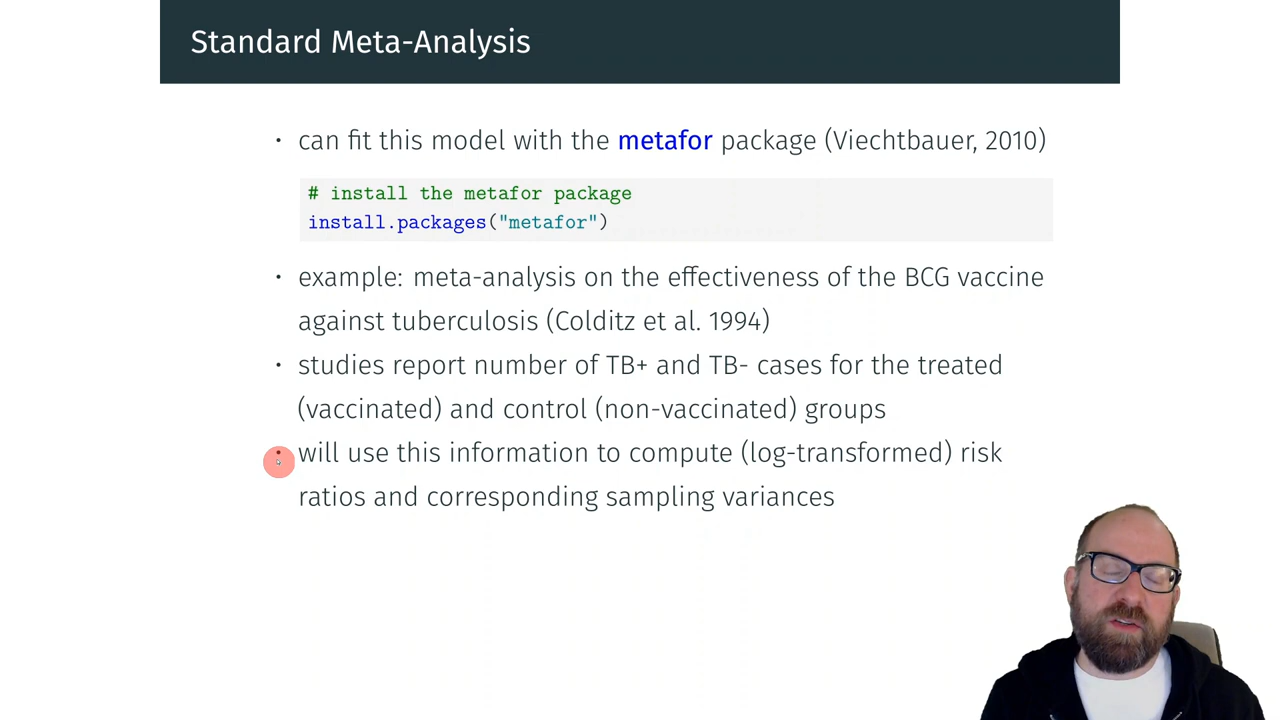 Standard Meta-Analysis
• can fit this model with the metafor package (Viechtbauer, 2010)
# install the metafor package
install.packages("metafor")
• example: meta-analysis on the effectiveness of the BCG vaccine
against tuberculosis (Colditz et al. 1994)
• studies report number of TB+ and TB- cases for the treated
(vaccinated) and control (non-vaccinated) groups
• will use this information to compute (log-transformed) risk
ratios and corresponding sampling variances